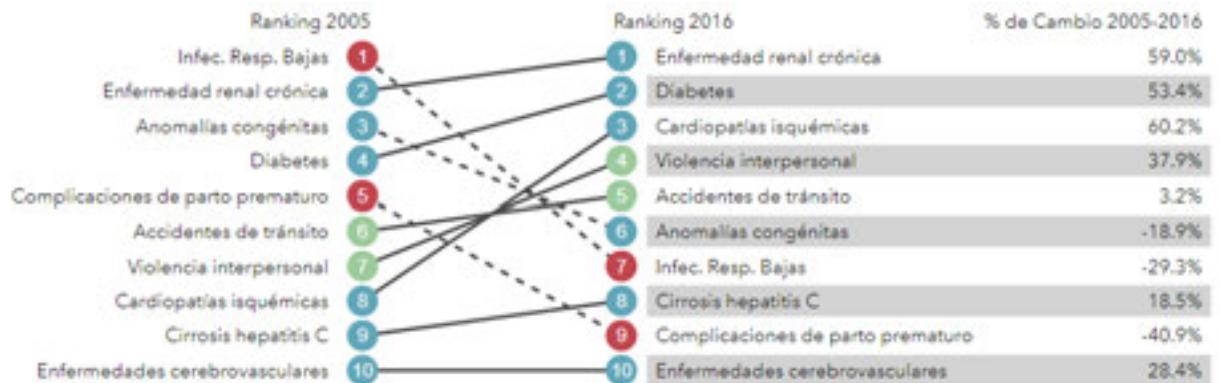 Ranking 2005 Ranking 2016 % de Cambio 2005-2016
Infec. Resp. Bajas 1 1 Enfermedad renal crónica 59.0%
Enfermedad renal crónica 2 2 Diabetes 53.4%
Anomalías congénitas 3 3 Cardiopatías isquémicas 60.2%
Diabetes 4 4 Violencia interpersonal 37.9%
Complicaciones de parto prematuro 5 5 Accidentes de tránsito 3.2%
Accidentes de tránsito 6 6 Anomalías congénitas -18.9%
Violencia interpersonal 7 7 Infec. Resp. Bajas -29.3%
Cardiopatías isquémicas 8 8 Cirrosis hepatitis C 18.5%
Cirrosis hepatitis C 9 9 Complicaciones de parto prematuro -40.9%
Enfermedades cerebrovasculares 10 10 Enfermedades cerebrovasculares 28.4%